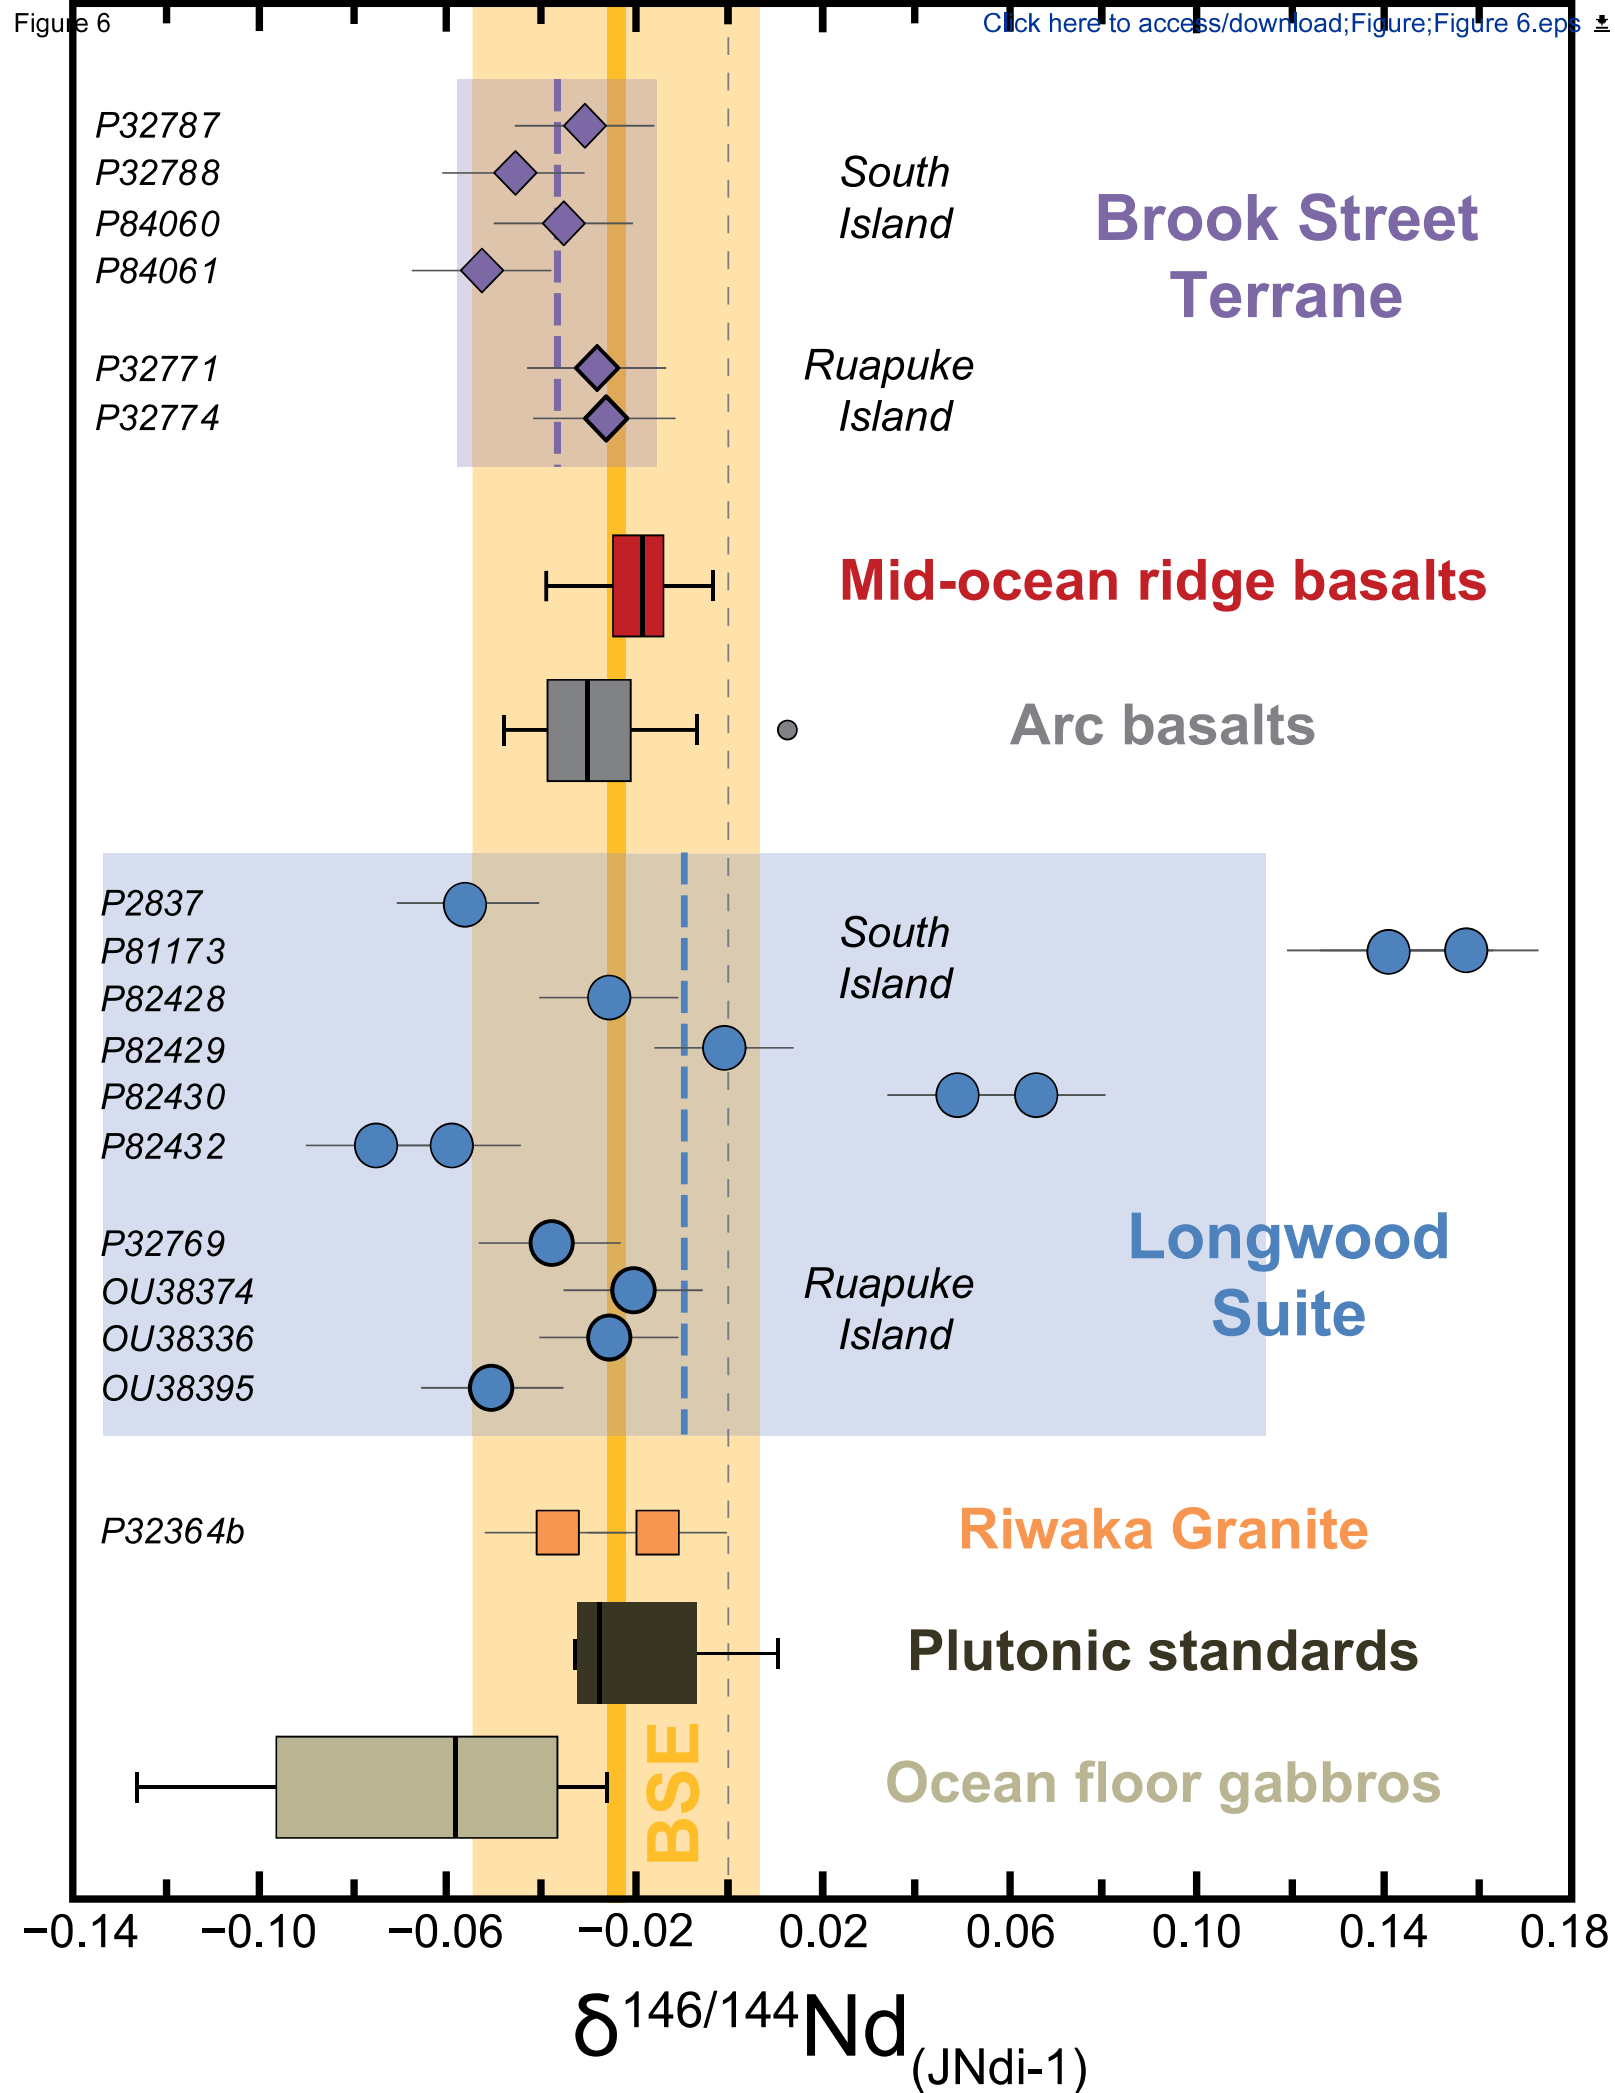 Figure 6
Click here to access/download;Figure;Figure 6.eps
P32787
P32788
P84060
P84061
South
Island
Brook Street
Terrane
P32771
P32774
Ruapuke
Island
Mid-ocean ridge basalts
Arc basalts
P2837
P81173
P82428
P82429
P82430
P82432
South
Island
P32769
OU38374
OU38336
OU38395
Ruapuke
Island
Longwood
Suite
P32364b
Riwaka Granite
Plutonic standards
BSE
Ocean floor gabbros
−0.14 −0.10 −0.06 −0.02 0.02 0.06 0.10 0.14 0.18
δ146/144Nd(JNdi-1)